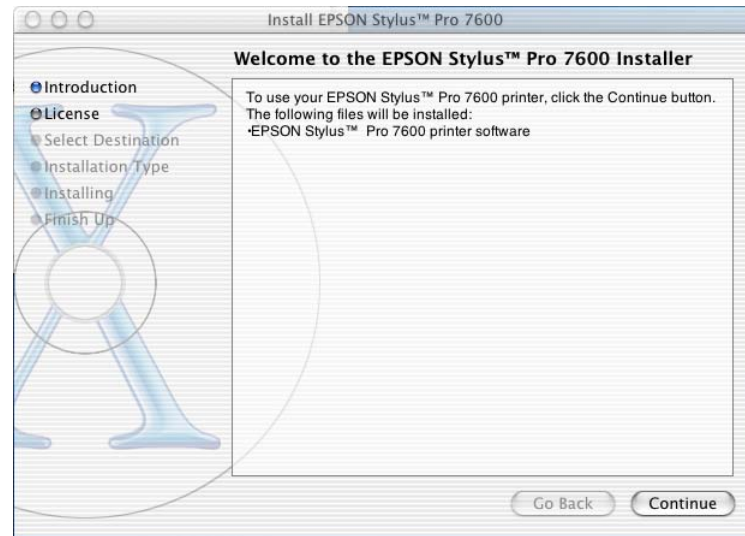 Install EPSON Stylus™ Pro 7600
Welcome to the EPSON Stylus™ Pro 7600 Installer
Introduction
License
Select Destination
Installation Type
Installing
Finish Up
To use your EPSON Stylus™ Pro 7600 printer, click the Continue button.
The following files will be installed:
•EPSON Stylus™ Pro 7600 printer software
Go Back
Continue